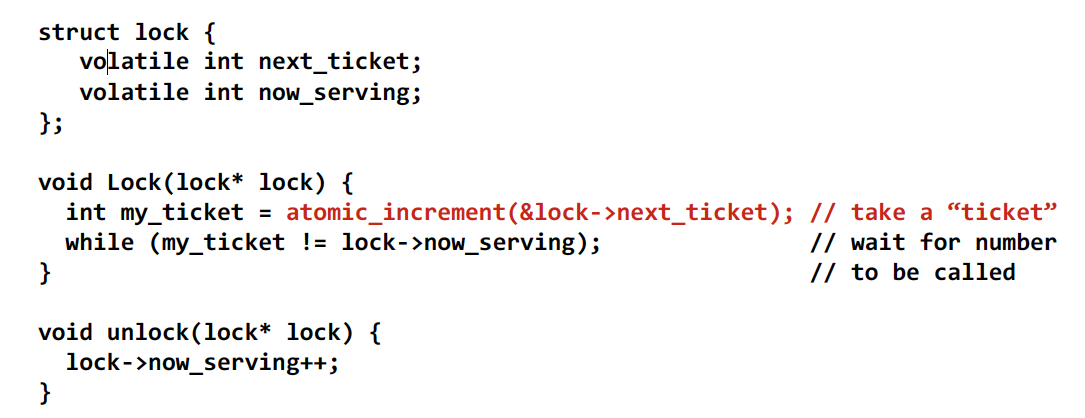 struct lock {
volatile int next_ticket;
volatile int now_serving;
};
void Lock(lock* lock) {
int my_ticket = atomic_increment(&lock->next_ticket); // take a “ticket”
while (my_ticket != lock->now_serving); // wait for number
} // to be called
void unlock(lock* lock) {
lock->now_serving++;
}